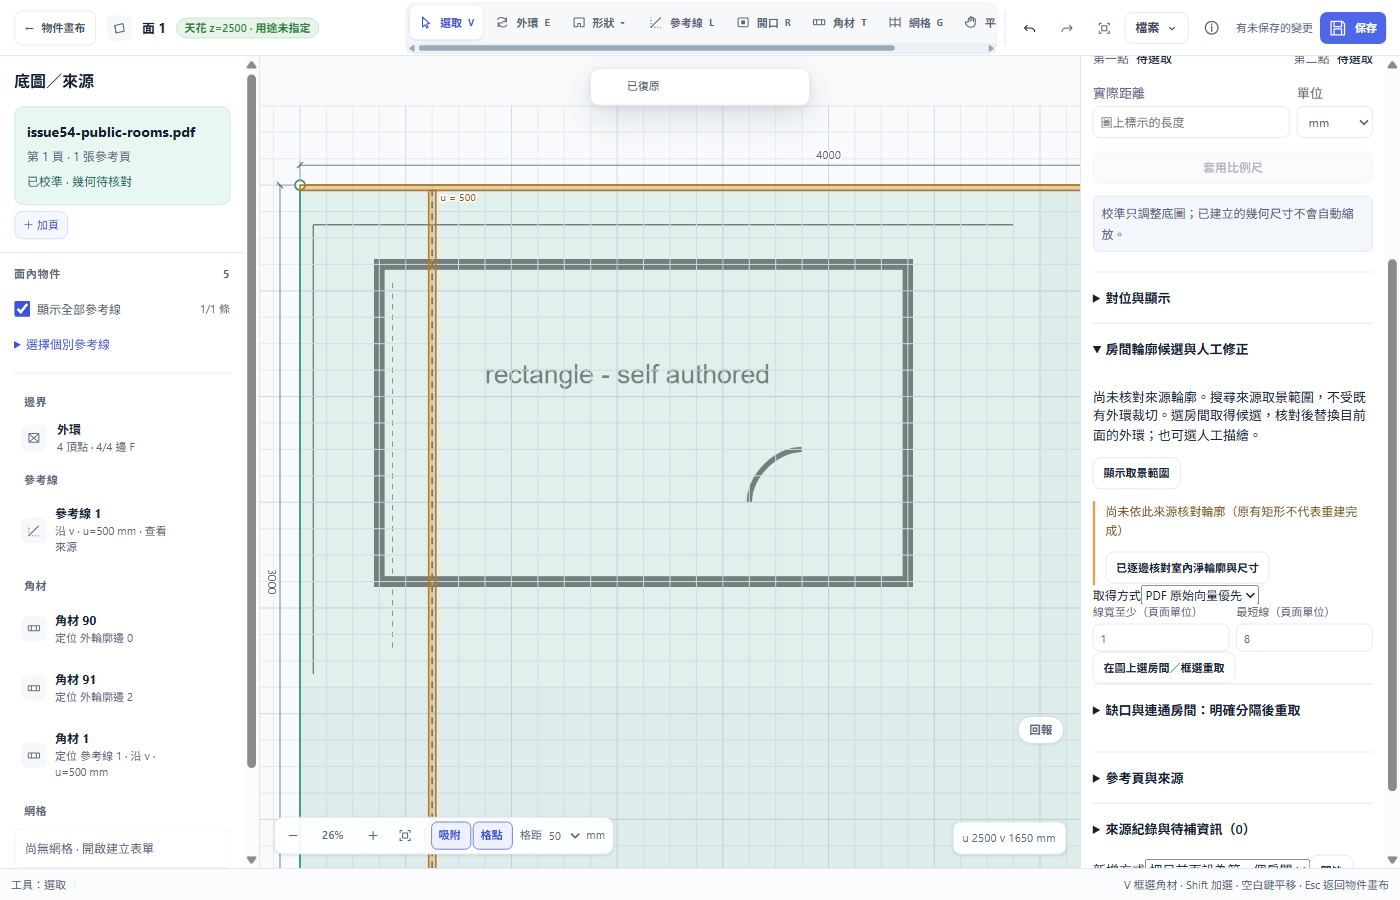 ← 物件畫布
面 1
天花 z=2500 · 用途未指定
選取 V
外環 E
形狀
參考線 L
開口 R
角材 T
網格 G
平
檔案
有未保存的變更
保存
底圖／來源
issue54-public-rooms.pdf
第 1 頁 · 1 張參考頁
已校準 · 幾何待核對
＋ 加頁
面內物件
5
顯示全部參考線
1/1 條
選擇個別參考線
邊界
外環
4 頂點 · 4/4 邊 F
參考線
參考線 1
沿 v · u=500 mm · 查看
來源
角材
角材 90
定位 外輪廓邊 0
角材 91
定位 外輪廓邊 2
角材 1
定位 參考線 1 · 沿 v ·
u=500 mm
網格
尚無網格 · 開啟建立表單
已復原
4000
u = 500
rectangle - self authored
3000
回報
− 26% ＋
吸附
格點
格距 50 mm
u 2500 v 1650 mm
第一點 待選取
第二點 待選取
實際距離
單位
圖上標示的長度
mm
套用比例尺
校準只調整底圖；已建立的幾何尺寸不會自動縮
放。
對位與顯示
房間輪廓候選與人工修正
尚未核對來源輪廓。搜尋來源取景範圍，不受既
有外環裁切。選房間取得候選，核對後替換目前
面的外環；也可選人工描繪。
顯示取景範圍
尚未依此來源核對輪廓（原有矩形不代表重建完
成）
已逐邊核對室內淨輪廓與尺寸
取得方式 PDF 原始向量優先
線寬至少（頁面單位）
最短線（頁面單位）
1
8
在圖上選房間／框選重取
缺口與連通房間：明確分隔後重取
參考頁與來源
來源紀錄與待補資訊（0）
工具：選取
V 框選角材 · Shift 加選 · 空白鍵平移 · Esc 返回物件畫布